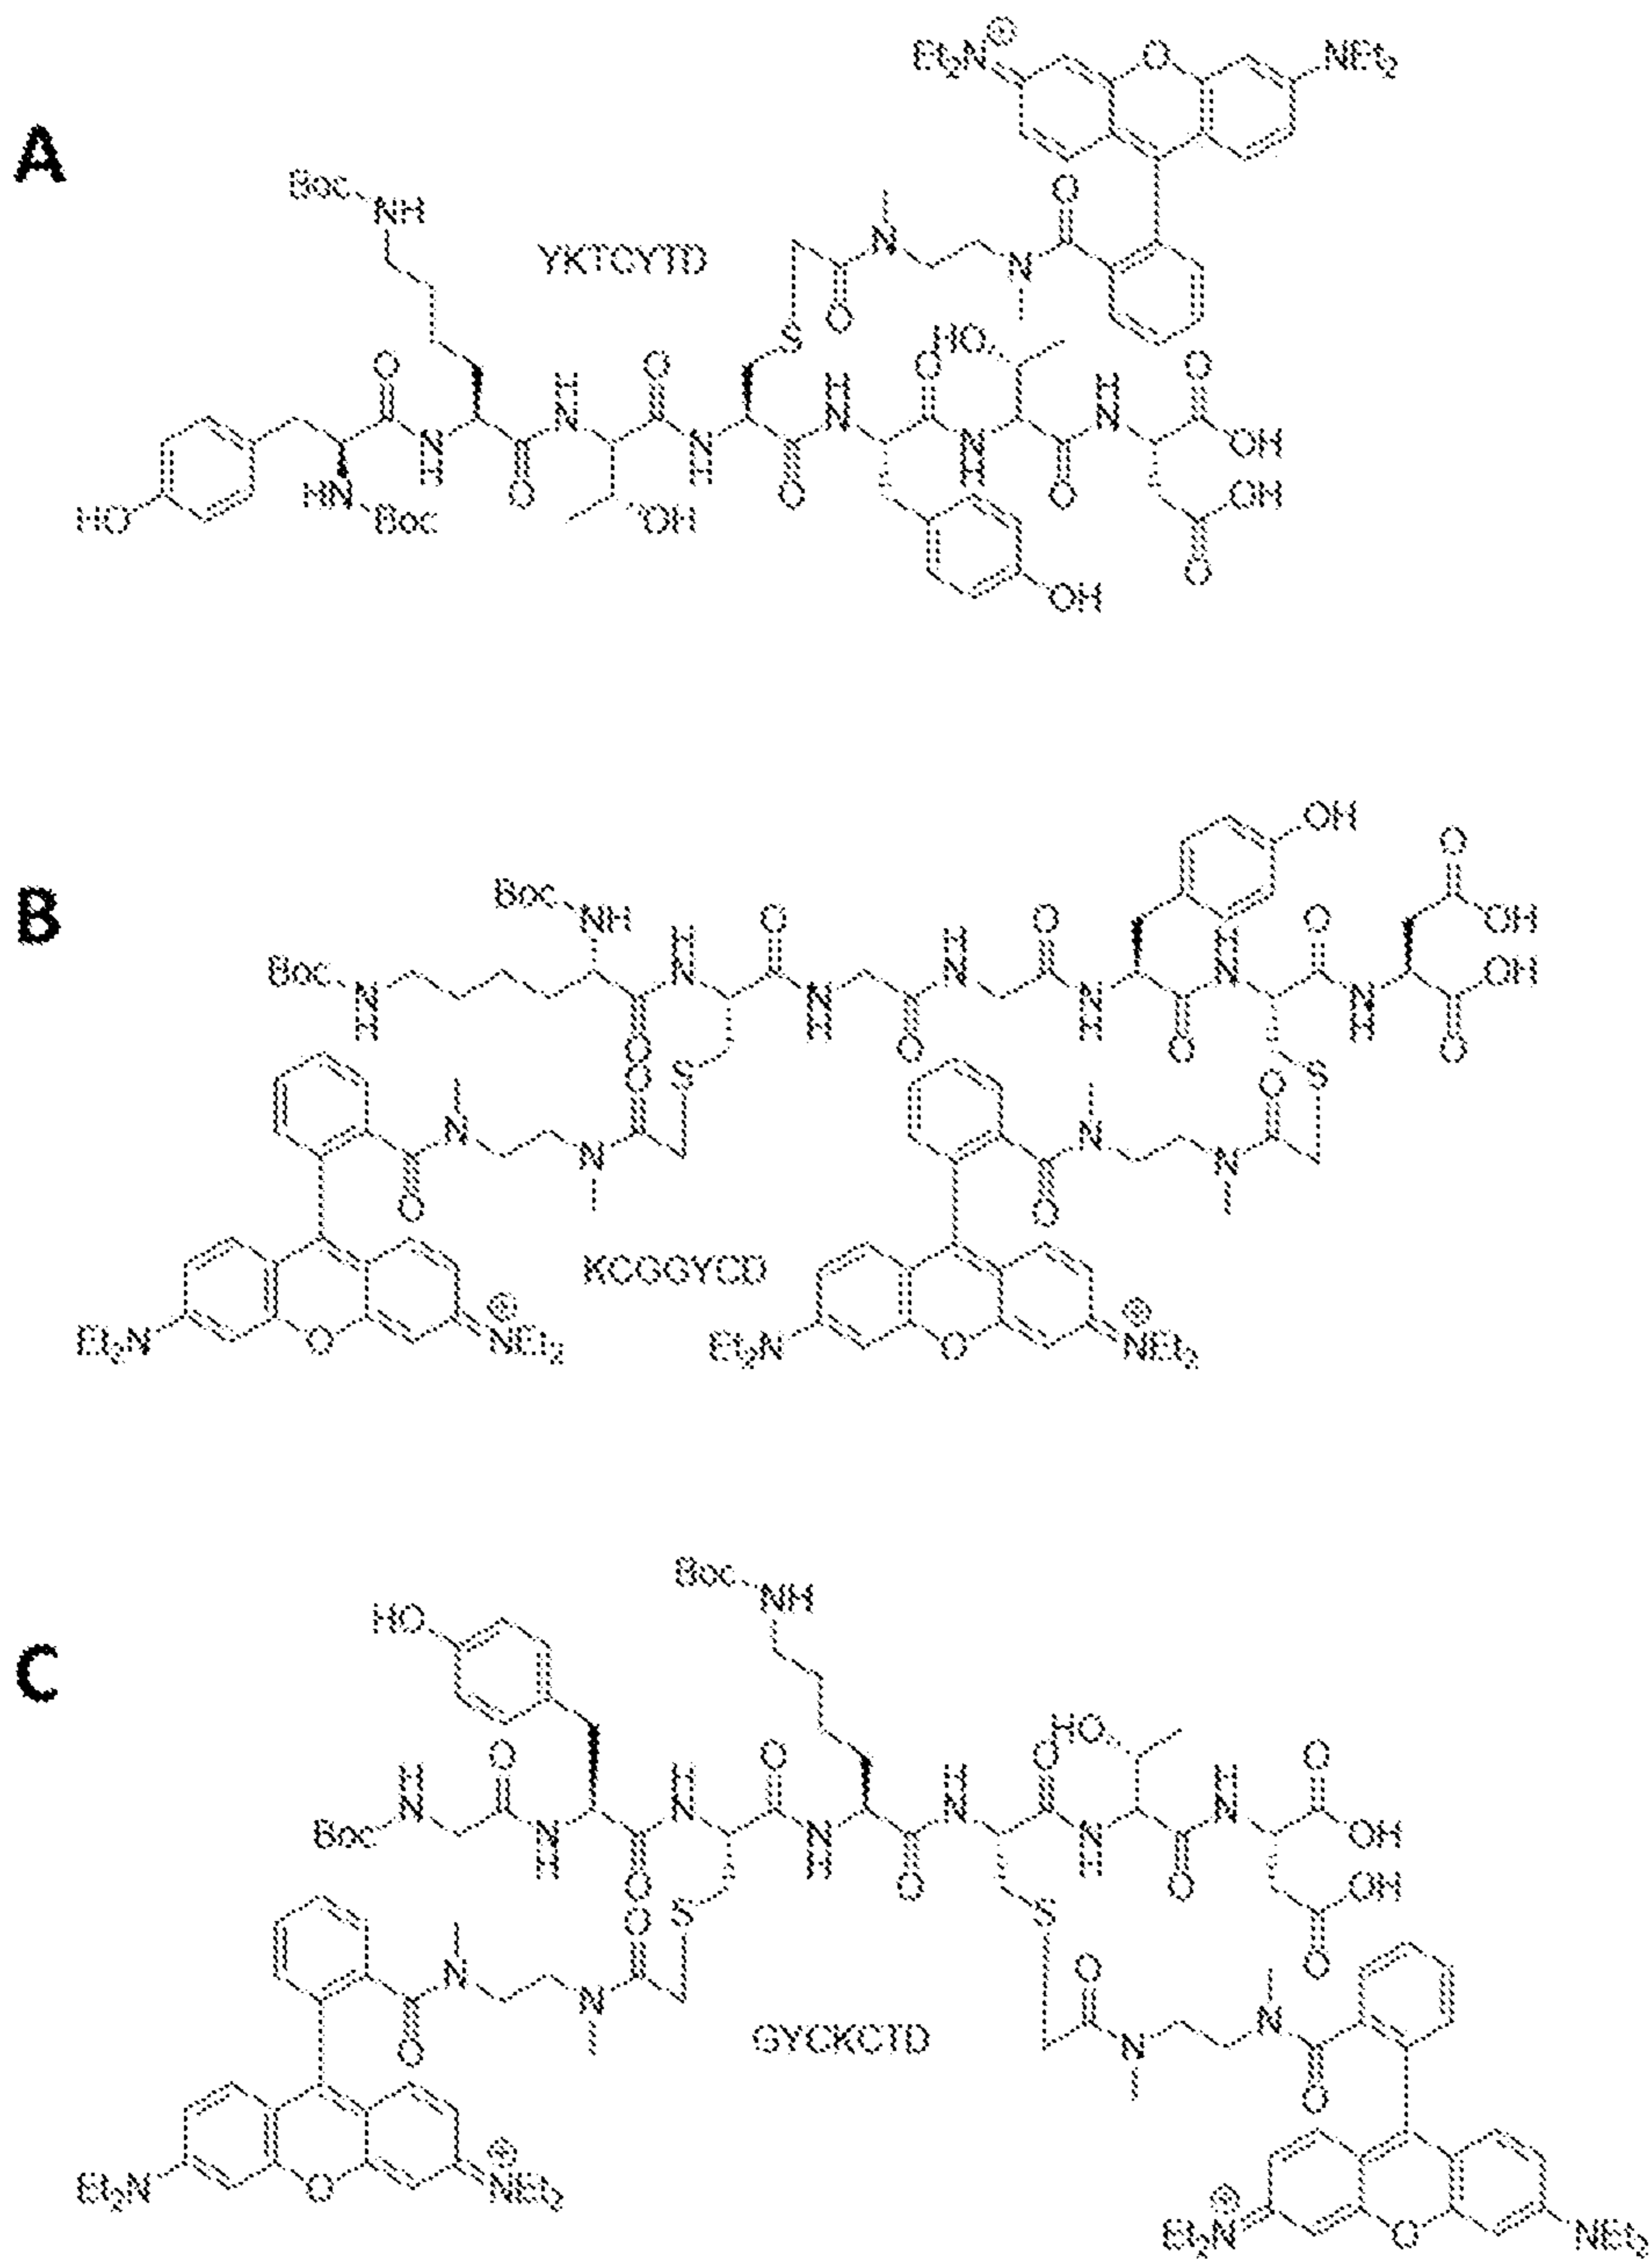 Et₂N ⊕ O NEt₂
A
Boc NH O
YKTCYTD N N
O
S HO
O H N O H N O H N O
N H O N H O N H O OH
HO HN Boc OH OH
O
OH
B
OH
Boc NH O
Boc N H H N O H N O H N O OH
N H N H N H OH
O O O O
O S O S
N N N N
O O
KCGGYCD
Et₂N O ⊕ NEt₂ Et₂N O ⊕ NEt₂
C
Boc NH
HO
HO
H N O H N O H N O H N O
Boc N H N H N H OH
O O O OH
O S S O
N N O
GYCKCTD N N
O O
Et₂N O ⊕ NEt₂
Et₂N ⊕ O NEt₂